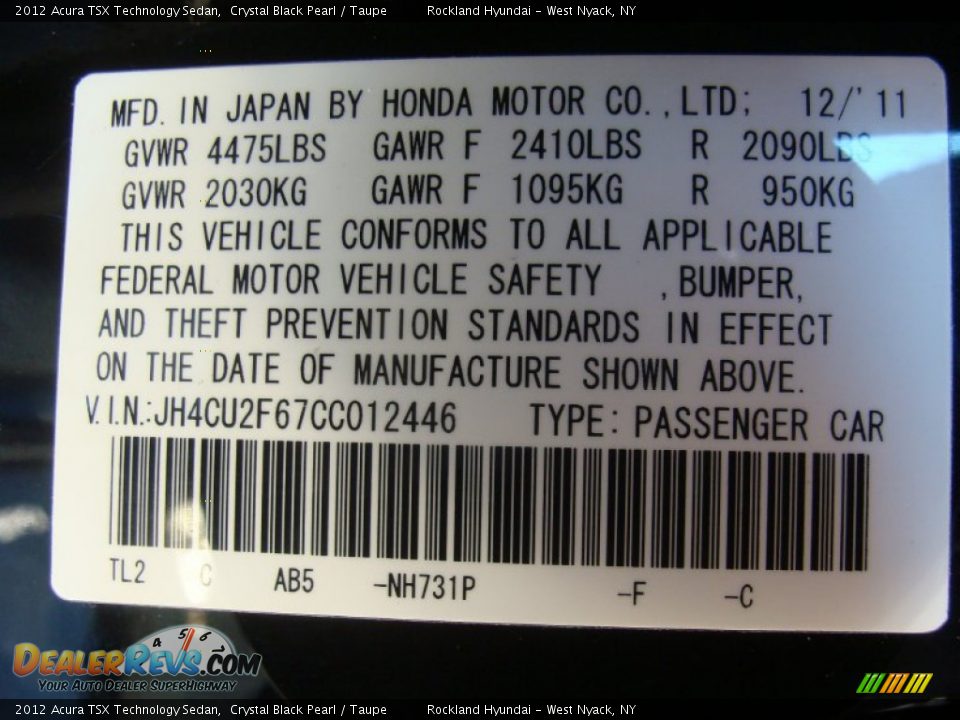 2012 Acura TSX Technology Sedan, Crystal Black Pearl / Taupe Rockland Hyundai - West Nyack, NY
MFD. IN JAPAN BY HONDA MOTOR CO.,LTD; 12/'11
GVWR 4475LBS GAWR F 2410LBS R 2090LBS
GVWR 2030KG GAWR F 1095KG R 950KG
THIS VEHICLE CONFORMS TO ALL APPLICABLE
FEDERAL MOTOR VEHICLE SAFETY ,BUMPER,
AND THEFT PREVENTION STANDARDS IN EFFECT
ON THE DATE OF MANUFACTURE SHOWN ABOVE.
V.I.N.:JH4CU2F67CC012446 TYPE: PASSENGER CAR
TL2 C AB5 -NH731P -F -C
4 5 6 7
DealerRevs.com
Your Auto Dealer SuperHighway
2012 Acura TSX Technology Sedan, Crystal Black Pearl / Taupe Rockland Hyundai - West Nyack, NY